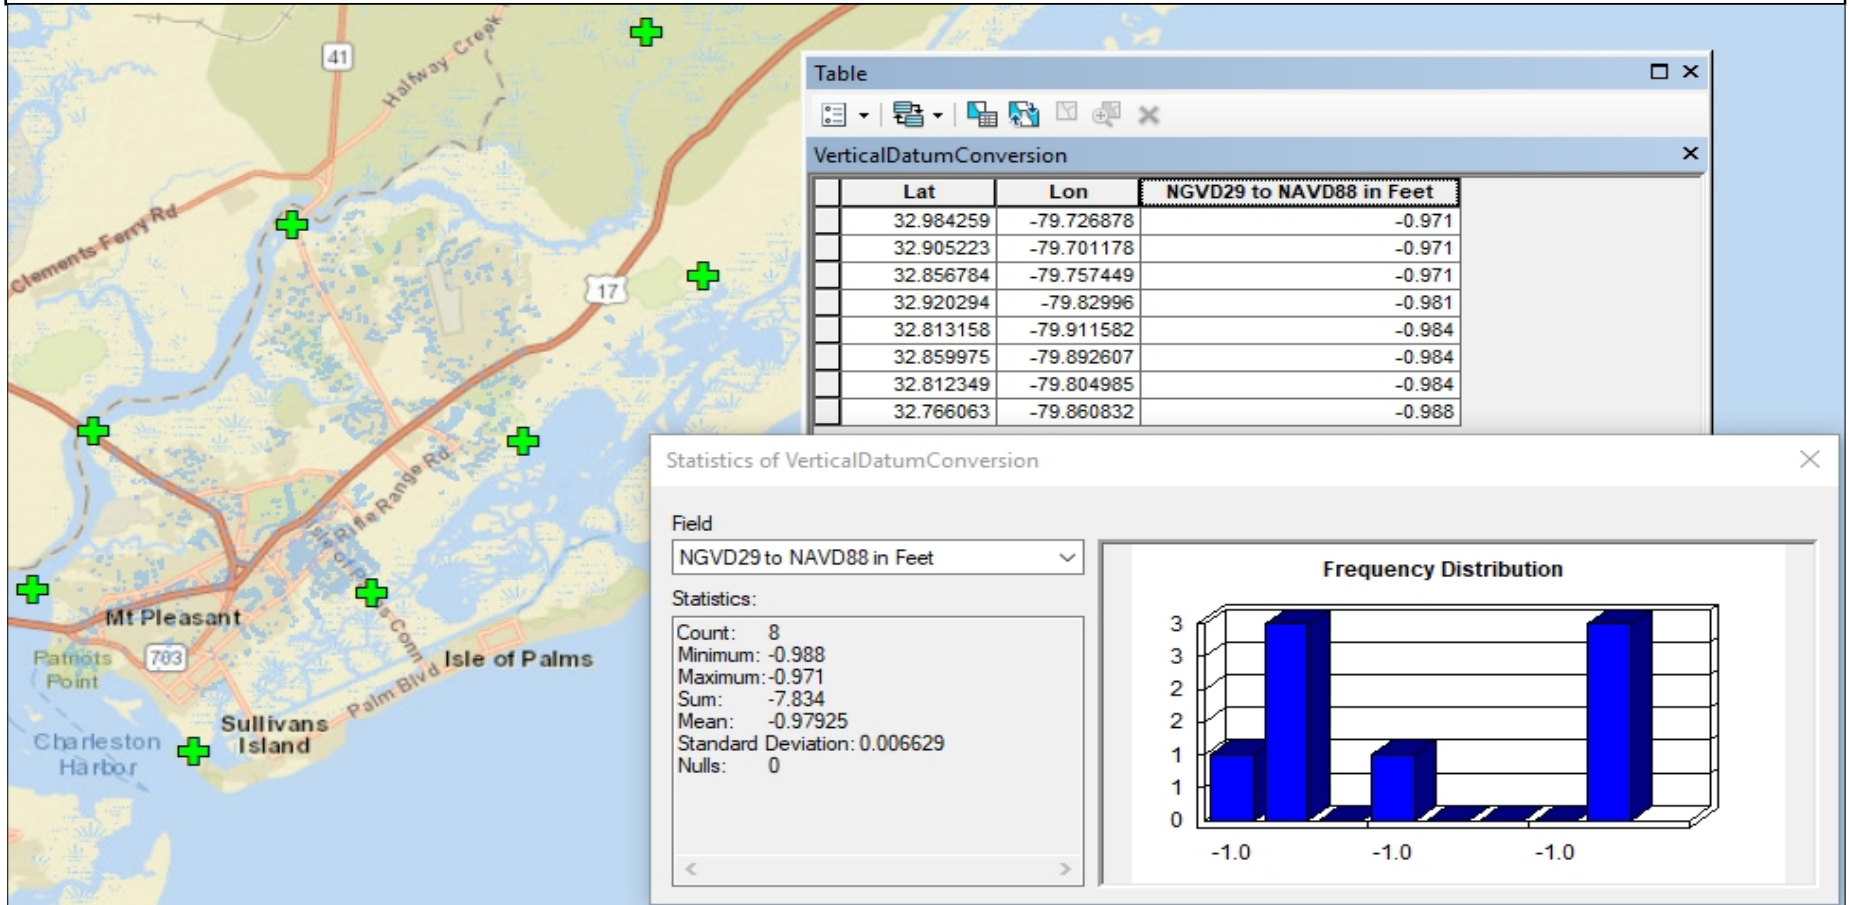 41
Halfway Creek
Clements Ferry Rd
17
Rifle Range Rd
Mt Pleasant
703
Patriots
Point
Isle of Palms Conn
Isle of Palms
Palm Blvd
Sullivans
Island
Charleston
Harbor
Table
VerticalDatumConversion
Lat Lon NGVD29 to NAVD88 in Feet
32.984259 -79.726878 -0.971
32.905223 -79.701178 -0.971
32.856784 -79.757449 -0.971
32.920294 -79.82996 -0.981
32.813158 -79.911582 -0.984
32.859975 -79.892607 -0.984
32.812349 -79.804985 -0.984
32.766063 -79.860832 -0.988
Statistics of VerticalDatumConversion
Field
NGVD29 to NAVD88 in Feet
Statistics:
Count: 8
Minimum: -0.988
Maximum: -0.971
Sum: -7.834
Mean: -0.97925
Standard Deviation: 0.006629
Nulls: 0
Frequency Distribution
3
3
2
2
1
1
0
-1.0 -1.0 -1.0